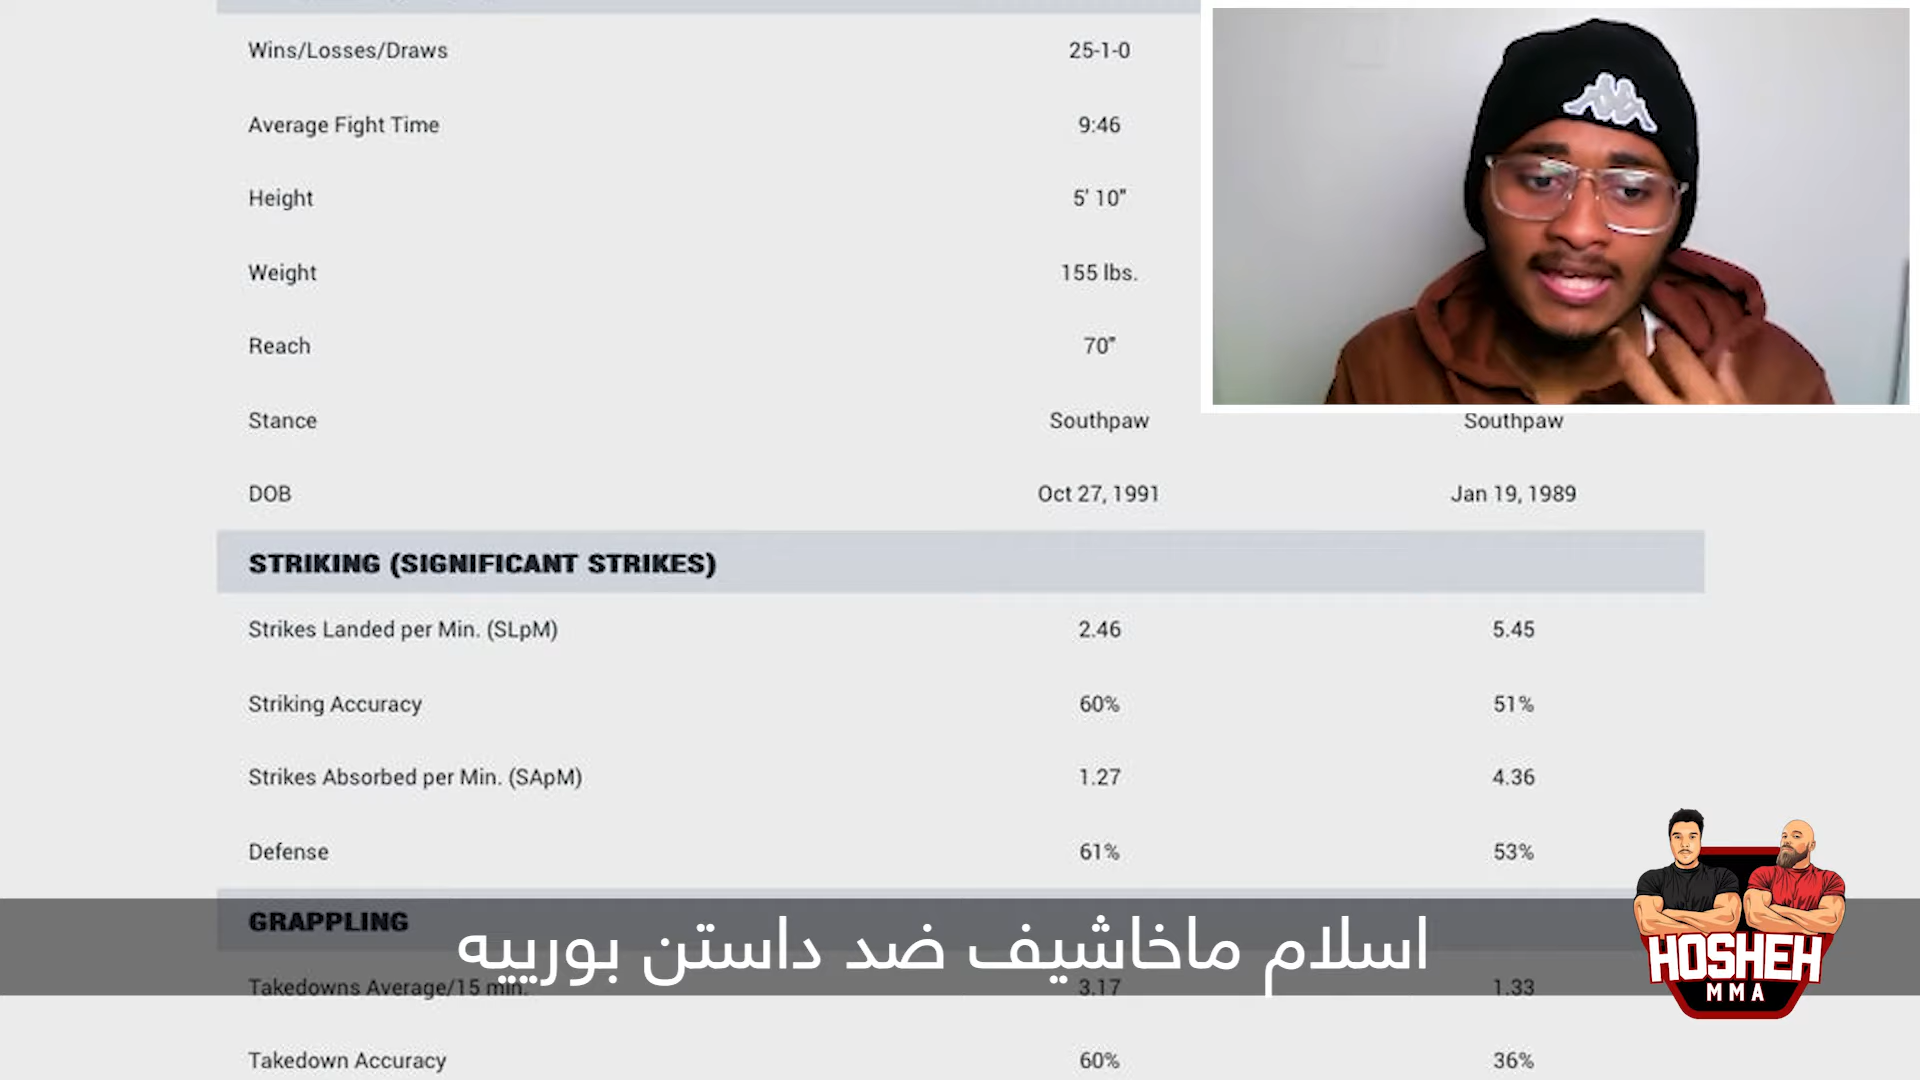 Wins/Losses/Draws 25-1-0
Average Fight Time 9:46
Height 5' 10"
Weight 155 lbs.
Reach 70"
Stance Southpaw Southpaw
DOB Oct 27, 1991 Jan 19, 1989
STRIKING (SIGNIFICANT STRIKES)
Strikes Landed per Min. (SLpM) 2.46 5.45
Striking Accuracy 60% 51%
Strikes Absorbed per Min. (SApM) 1.27 4.36
Defense 61% 53%
GRAPPLING
اسلام ماخاشيف ضد داستن بورييه
Takedowns Average/15 min. 3.17 1.33
Takedown Accuracy 60% 36%
HOSHEH
MMA